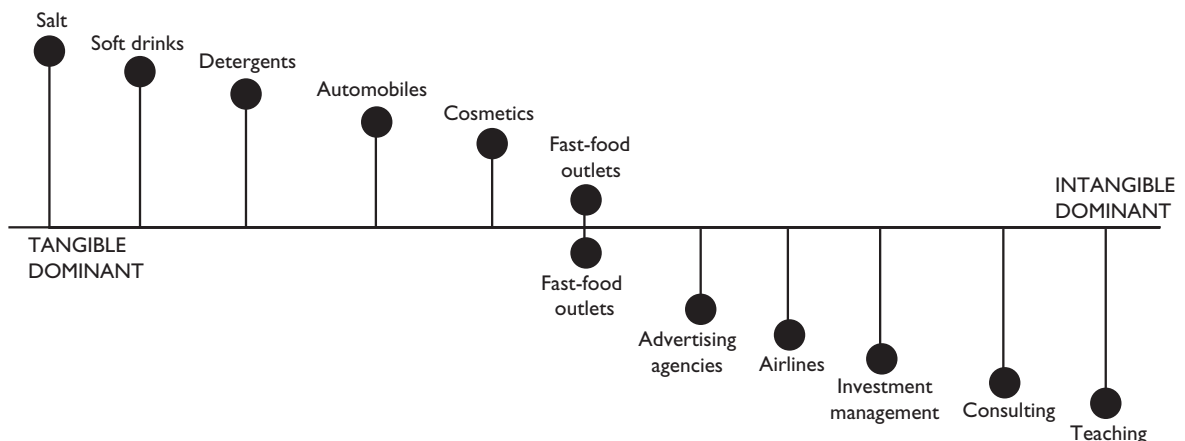 Salt
Soft drinks
Detergents
Automobiles
Cosmetics
Fast-food
outlets
INTANGIBLE
DOMINANT
TANGIBLE
DOMINANT
Fast-food
outlets
Advertising
agencies
Airlines
Investment
management
Consulting
Teaching